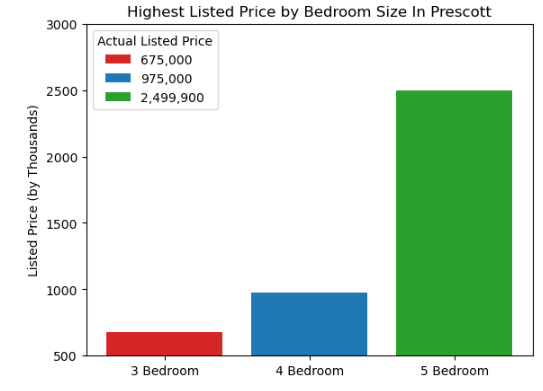 Highest Listed Price by Bedroom Size In Prescott
3000
Actual Listed Price
675,000
975,000
2,499,900
2500
2000
Listed Price (by Thousands)
1500
1000
500
3 Bedroom 4 Bedroom 5 Bedroom